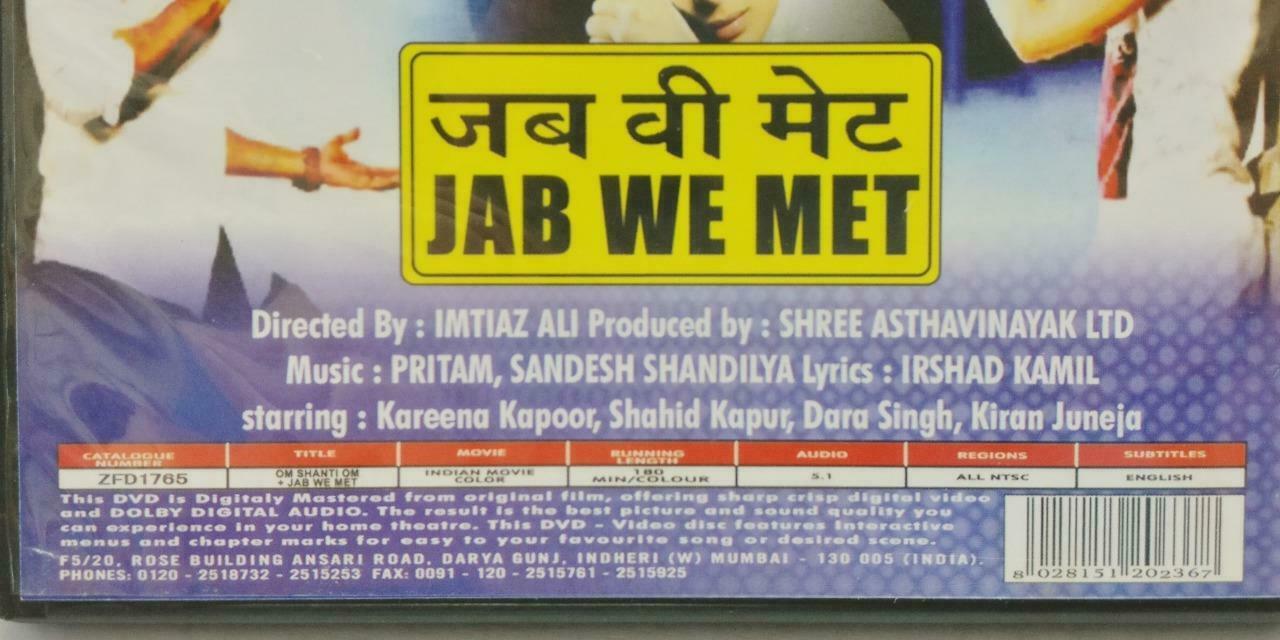 जब वी मेट
JAB WE MET
Directed By : IMTIAZ ALI Produced by : SHREE ASTHAVINAYAK LTD
Music : PRITAM, SANDESH SHANDILYA Lyrics : IRSHAD KAMIL
starring : Kareena Kapoor, Shahid Kapur, Dara Singh, Kiran Juneja
CATALOGUE NUMBER TITLE MOVIE RUNNING LENGTH AUDIO REGIONS SUBTITLES
ZFD1765 OM SHANTI OM + JAB WE MET INDIAN MOVIE COLOR 180 MIN/COLOUR 5.1 ALL NTSC ENGLISH
This DVD is Digitaly Mastered from original film, offering sharp crisp digital video
and DOLBY DIGITAL AUDIO. The result is the best picture and sound quality you
can experience in your home theatre. This DVD - Video disc features Interactive
menus and chapter marks for easy to your favourite song or desired scene.
F5/20, ROSE BUILDING ANSARI ROAD, DARYA GUNJ, INDHERI (W) MUMBAI - 130 005 (INDIA).
PHONES: 0120 - 2518732 - 2515253 FAX: 0091 - 120 - 2515761 - 2515925
8 028151 202367